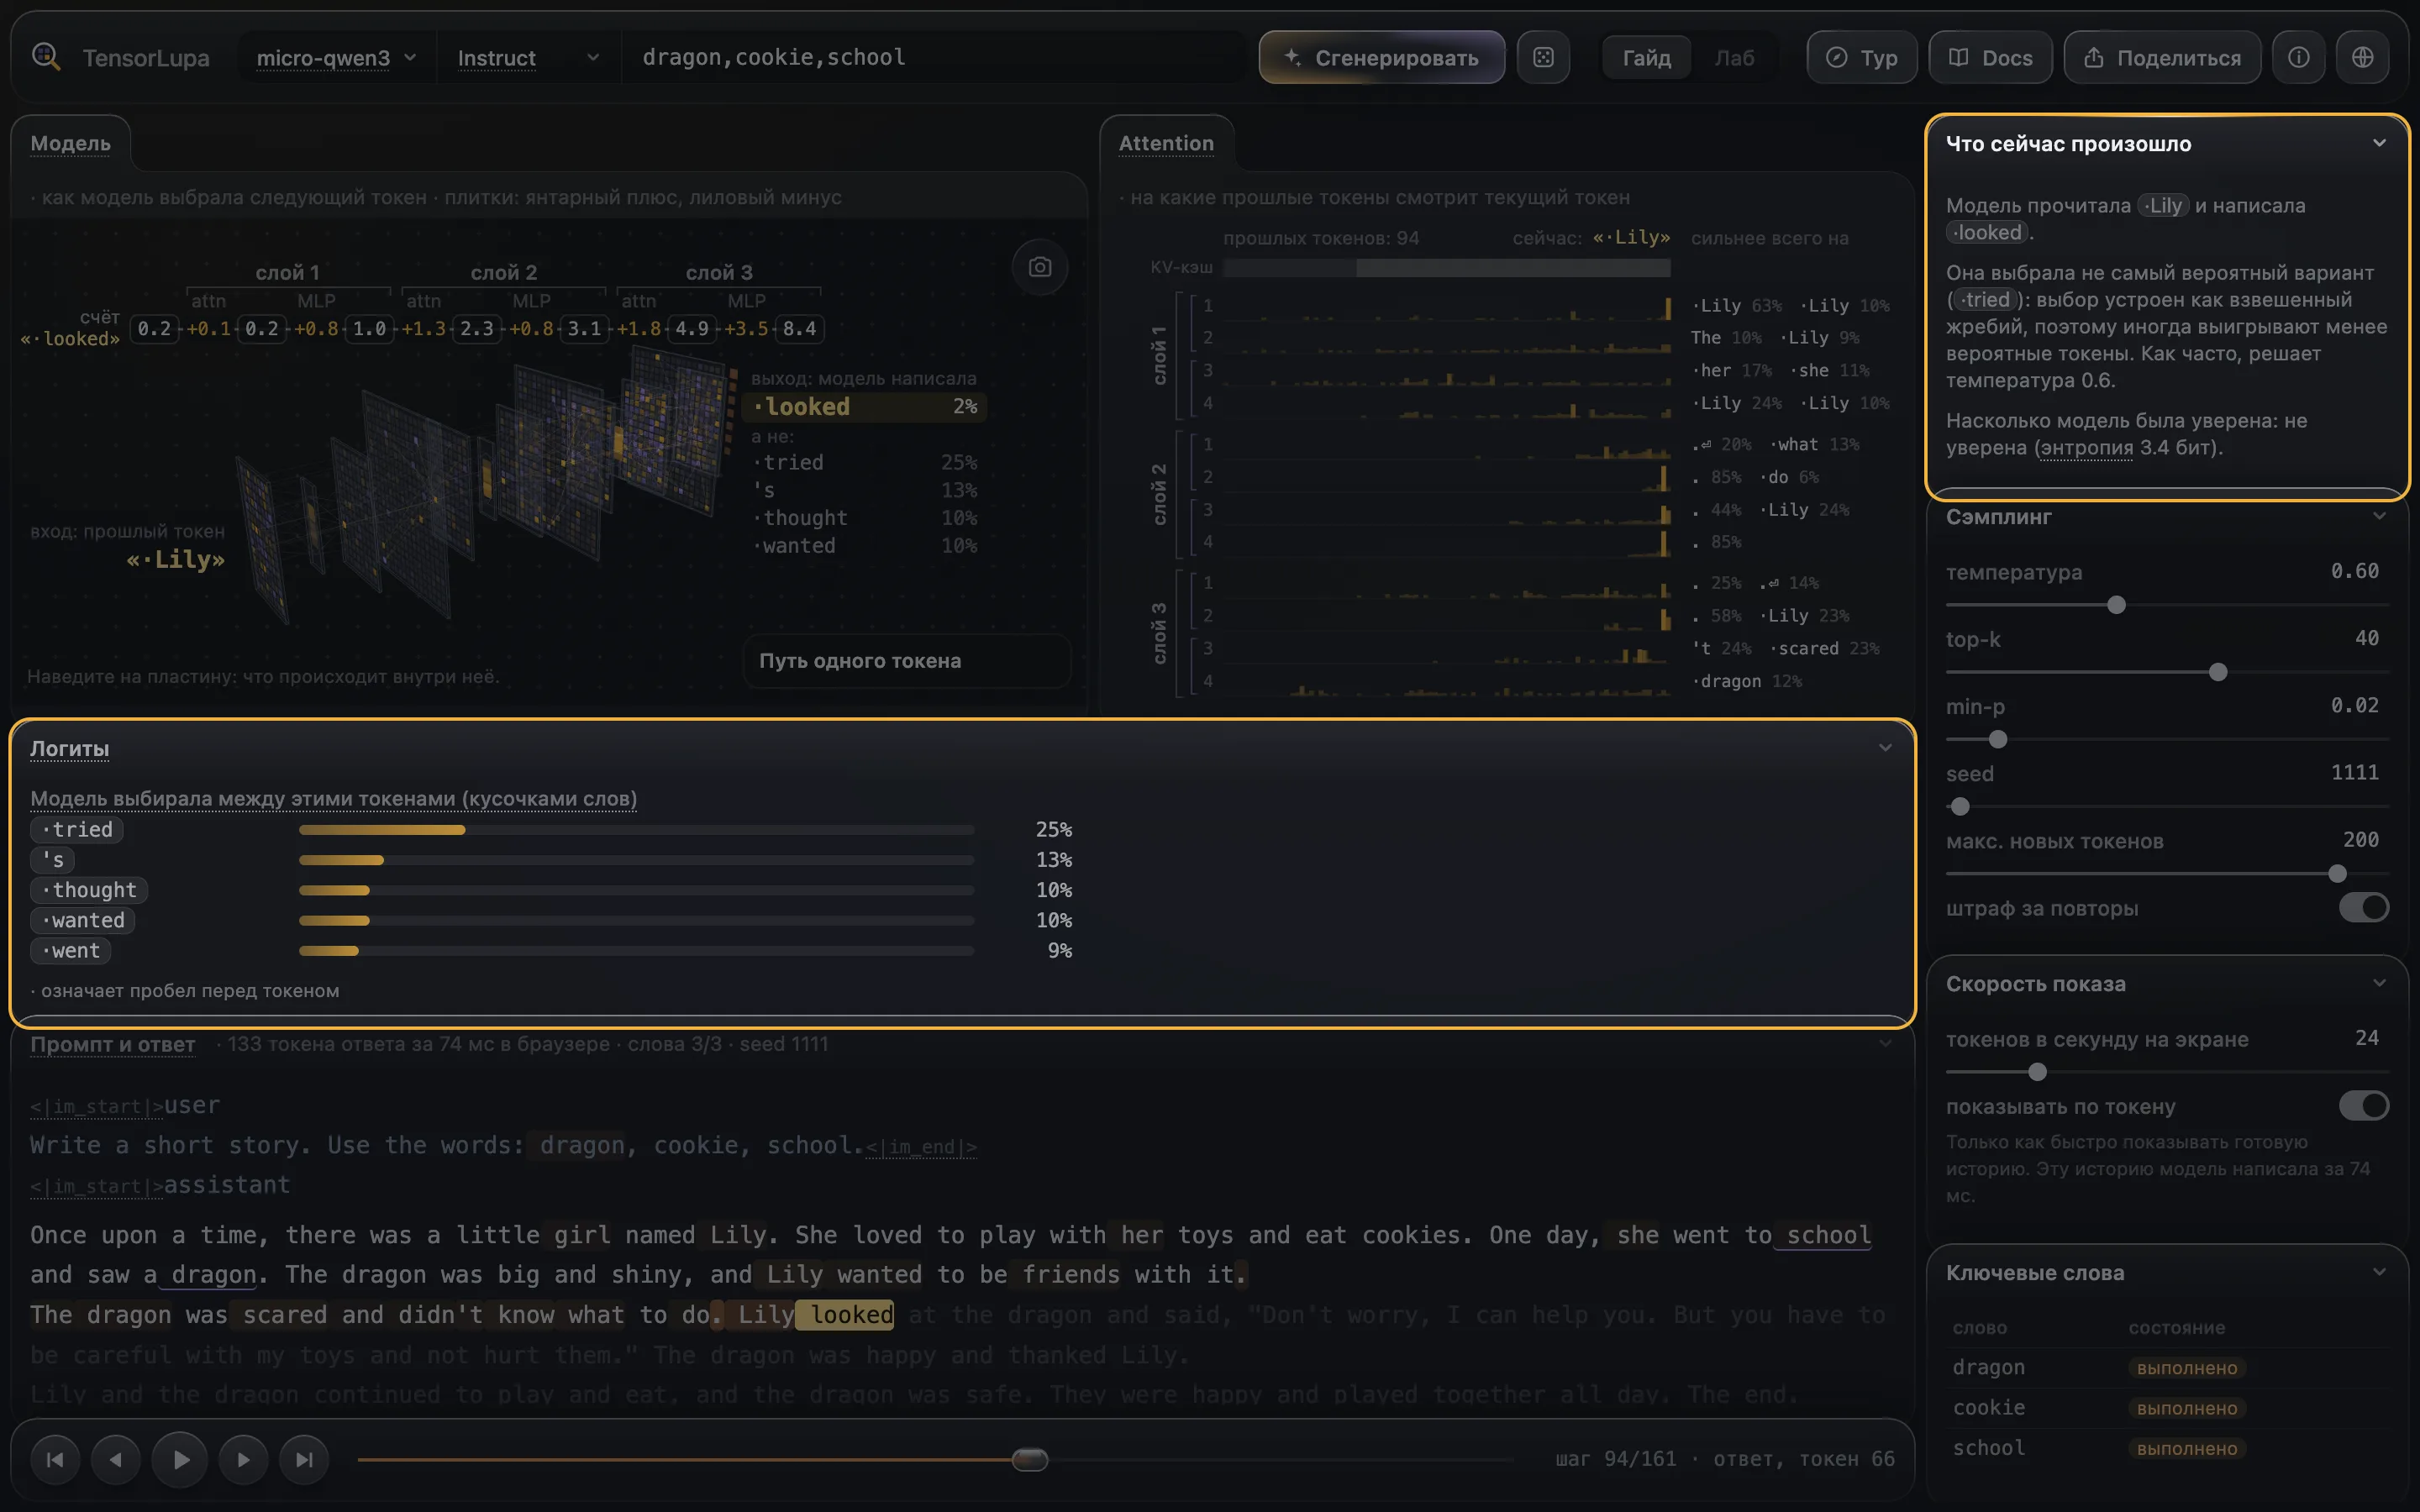 TensorLupa
micro-qwen3
Instruct
dragon,cookie,school
Сгенерировать
Гайд
Лаб
Тур
Docs
Поделиться
Модель
· как модель выбрала следующий токен · плитки: янтарный плюс, лиловый минус
слой 1 слой 2 слой 3
attn MLP attn MLP attn MLP
счёт
«·looked» 0.2 +0.1 0.2 +0.8 1.0 +1.3 2.3 +0.8 3.1 +1.8 4.9 +3.5 8.4
выход: модель написала
·looked 2%
а не:
·tried 25%
's 13%
·thought 10%
·wanted 10%
вход: прошлый токен
«·Lily»
Путь одного токена
Наведите на пластину: что происходит внутри неё.
Attention
· на какие прошлые токены смотрит текущий токен
прошлых токенов: 94 сейчас: «·Lily» сильнее всего на
KV-кэш
слой 1
1 ·Lily 63% ·Lily 10%
2 The 10% ·Lily 9%
3 ·her 17% ·she 11%
4 ·Lily 24% ·Lily 10%
слой 2
1 .⏎ 20% ·what 13%
2 . 85% ·do 6%
3 . 44% ·Lily 24%
4 . 85%
слой 3
1 . 25% .⏎ 14%
2 . 58% ·Lily 23%
3 't 24% ·scared 23%
4 ·dragon 12%
Логиты
Модель выбирала между этими токенами (кусочками слов)
·tried 25%
's 13%
·thought 10%
·wanted 10%
·went 9%
· означает пробел перед токеном
Промпт и ответ · 133 токена ответа за 74 мс в браузере · слова 3/3 · seed 1111
<|im_start|>user
Write a short story. Use the words: dragon, cookie, school.<|im_end|>
<|im_start|>assistant
Once upon a time, there was a little girl named Lily. She loved to play with her toys and eat cookies. One day, she went to school
and saw a dragon. The dragon was big and shiny, and Lily wanted to be friends with it.
The dragon was scared and didn't know what to do. Lily looked at the dragon and said, "Don't worry, I can help you. But you have to
be careful with my toys and not hurt them." The dragon was happy and thanked Lily.
Lily and the dragon continued to play and eat, and the dragon was safe. They were happy and played together all day. The end.
шаг 94/161 · ответ, токен 66
Что сейчас произошло
Модель прочитала ·Lily и написала
·looked.
Она выбрала не самый вероятный вариант
(·tried): выбор устроен как взвешенный
жребий, поэтому иногда выигрывают менее
вероятные токены. Как часто, решает
температура 0.6.
Насколько модель была уверена: не
уверена (энтропия 3.4 бит).
Сэмплинг
температура 0.60
top-k 40
min-p 0.02
seed 1111
макс. новых токенов 200
штраф за повторы
Скорость показа
токенов в секунду на экране 24
показывать по токену
Только как быстро показывать готовую
историю. Эту историю модель написала за 74
мс.
Ключевые слова
слово состояние
dragon выполнено
cookie выполнено
school выполнено